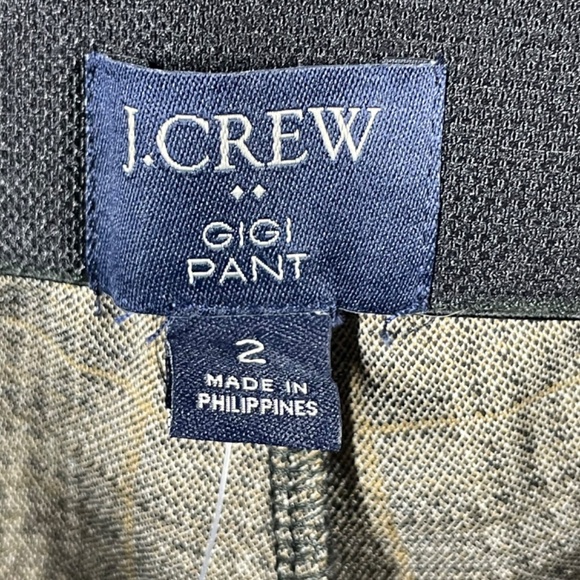 J.CREW
GIGI
PANT
2
MADE IN
PHILIPPINES